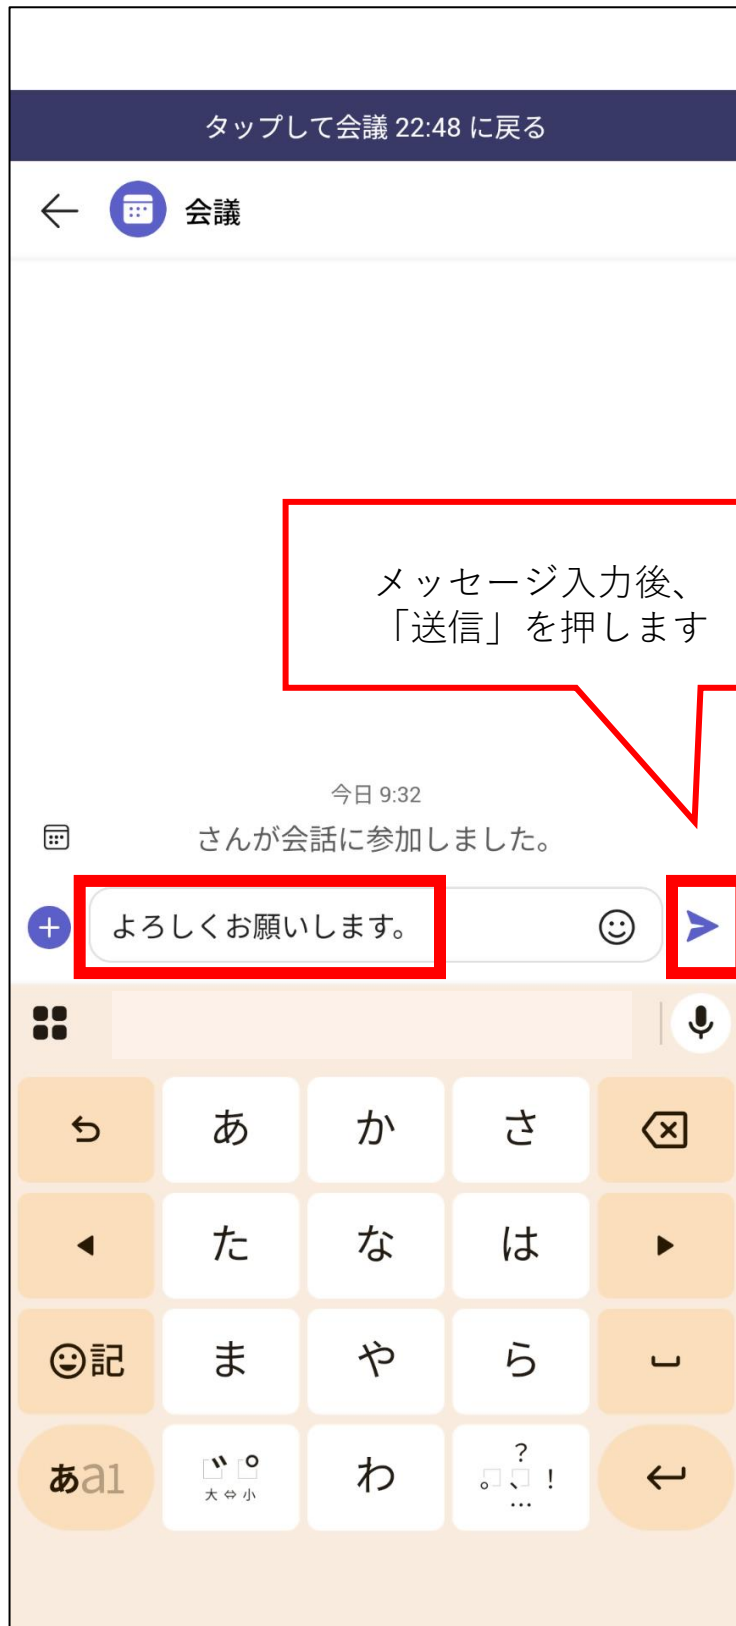 タップして会議 22:48 に戻る
会議
メッセージ入力後、
「送信」を押します
今日 9:32
さんが会話に参加しました。
よろしくお願いします。
あ
か
さ
た
な
は
記
ま
や
ら
あa1
゛゜
大⇔小
わ
?
。、!
…